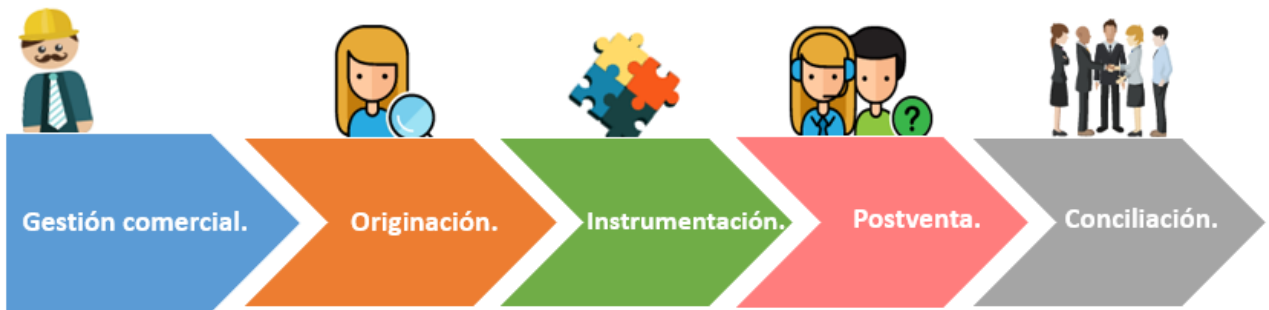 Gestión comercial.
Originación.
Instrumentación.
Postventa.
Conciliación.
?